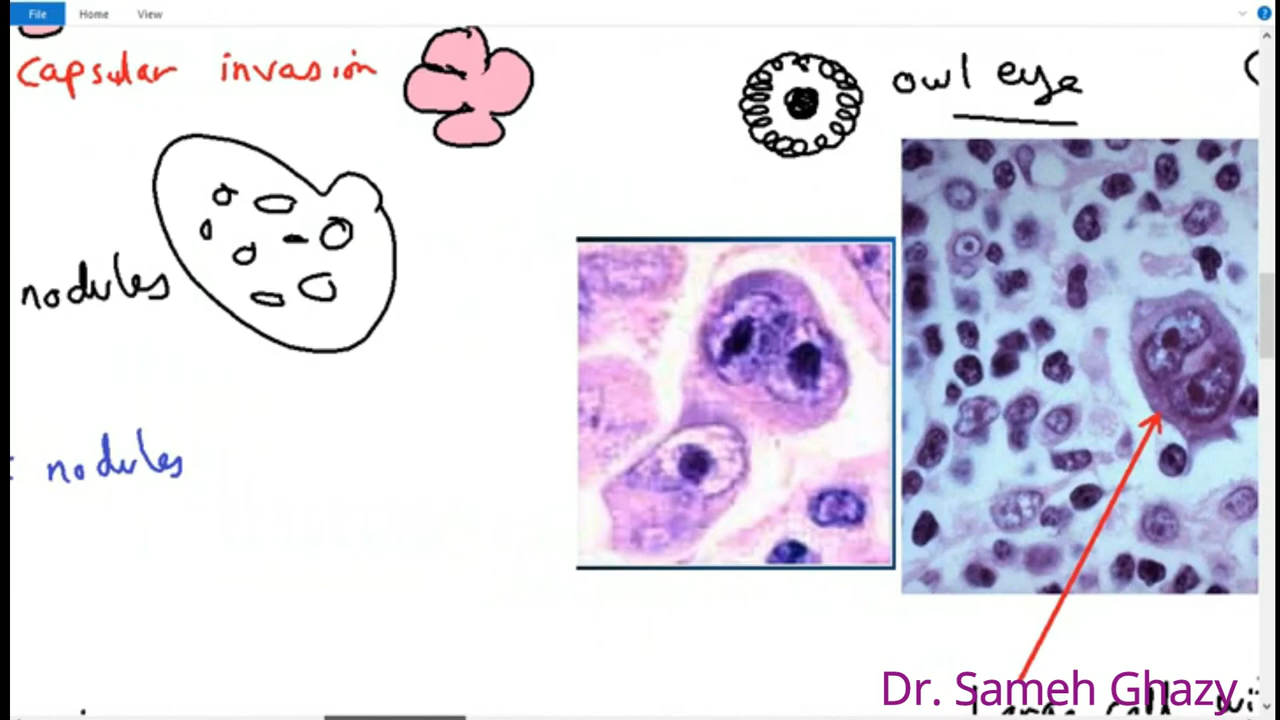 File Home View
capsular invasion
owl eye
nodules
: nodules
Dr. Sameh Ghazy